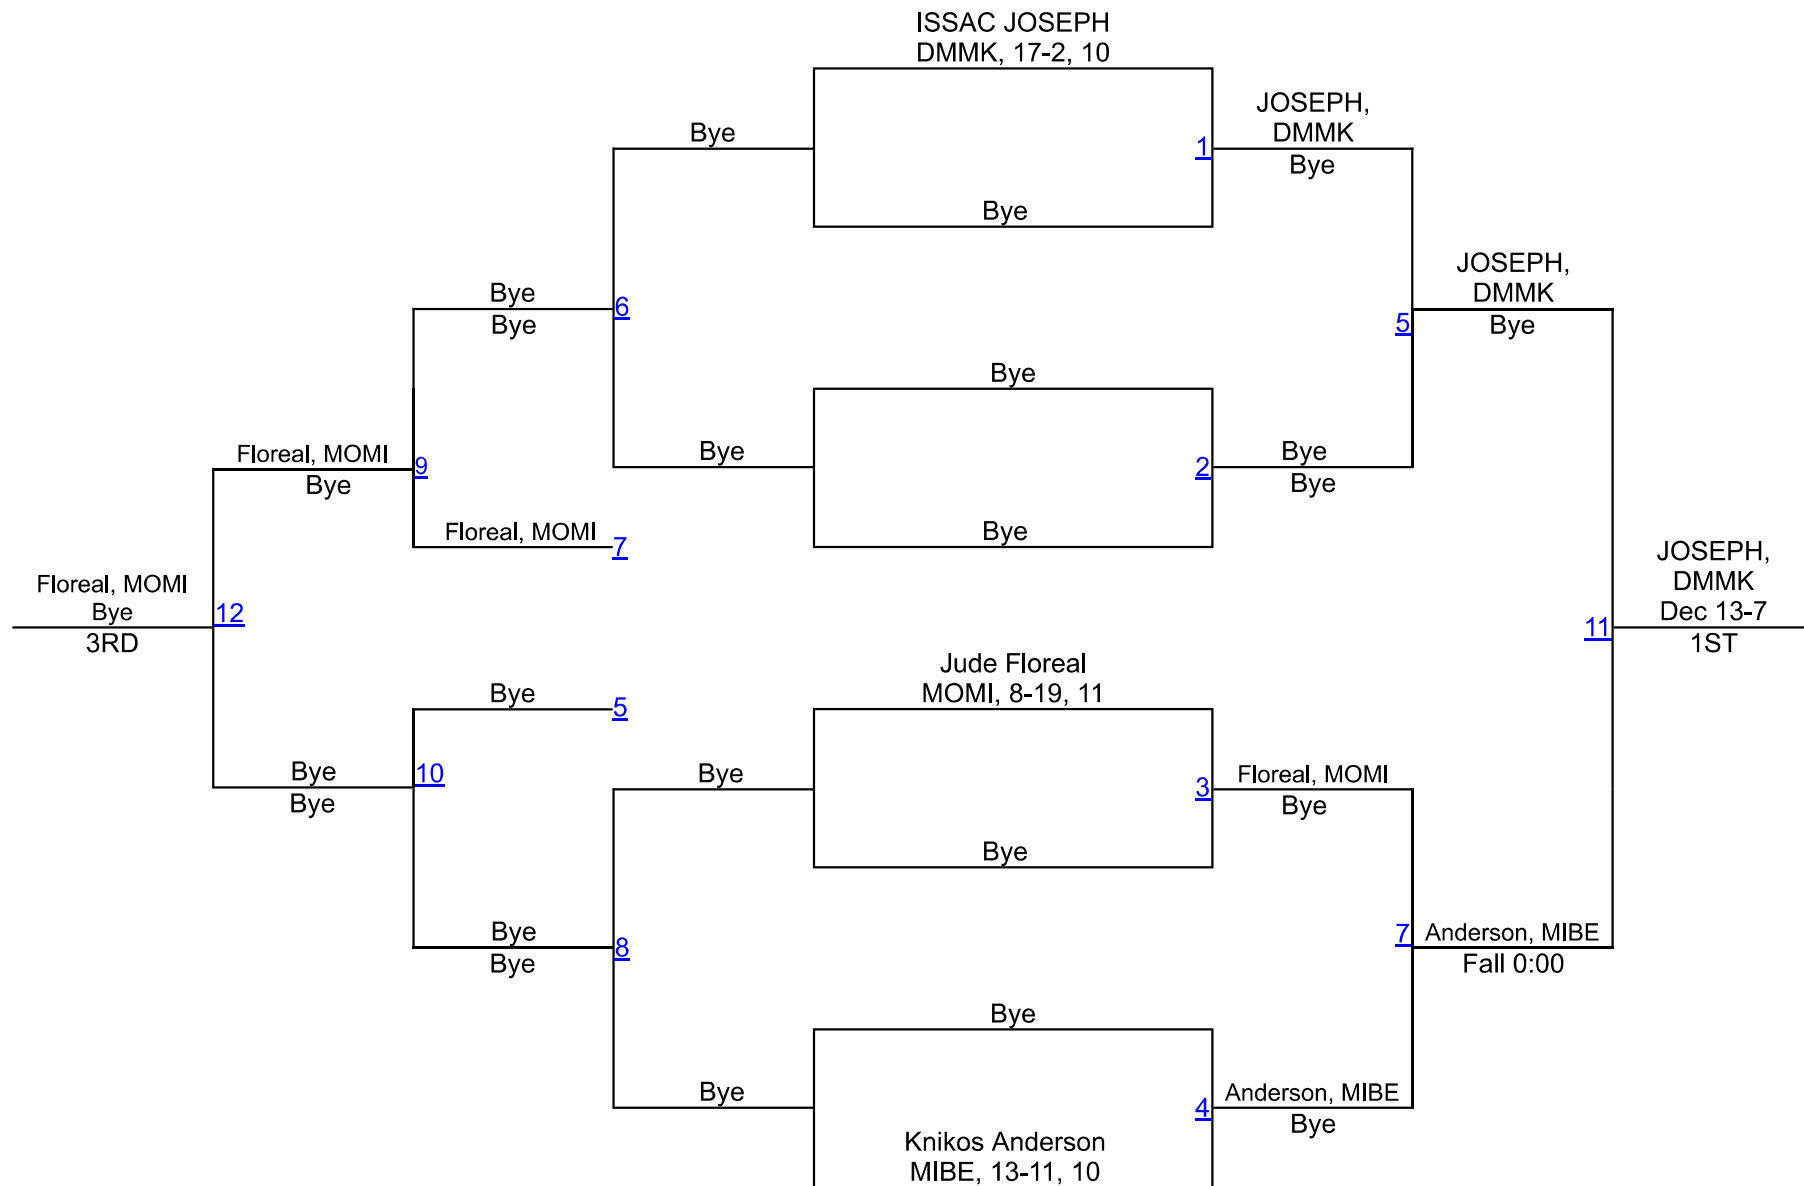 ISSAC JOSEPH
DMMK, 17-2, 10
JOSEPH,
DMMK
Bye
1
Bye
Bye
JOSEPH,
DMMK
Bye
Bye
Bye
6
5
Bye
Bye
Bye
2
Bye
Bye
Floreal, MOMI
Bye
9
Floreal, MOMI
7
Bye
Floreal, MOMI
Bye
3RD
12
JOSEPH,
DMMK
Dec 13-7
1ST
11
Jude Floreal
MOMI, 8-19, 11
Bye
5
Bye
Bye
10
Bye
3
Floreal, MOMI
Bye
Bye
Bye
Bye
8
7
Anderson, MIBE
Fall 0:00
Bye
Bye
4
Anderson, MIBE
Bye
Knikos Anderson
MIBE, 13-11, 10